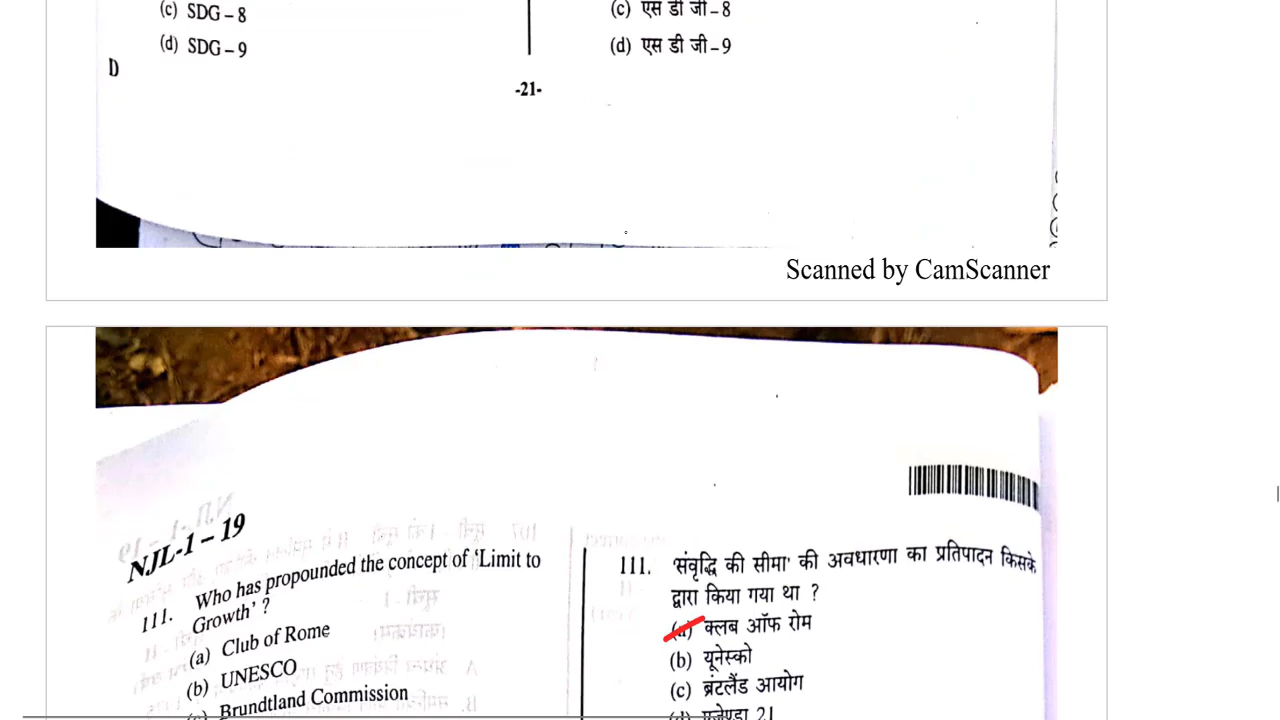 (c) SDG – 8
(d) SDG – 9
(c) एस डी जी – 8
(d) एस डी जी – 9
D
-21-
Scanned by CamScanner
NJL-1 – 19
111. Who has propounded the concept of ‘Limit to
Growth’ ?
(a) Club of Rome
(b) UNESCO
(c) Brundtland Commission
111. ‘संवृद्धि की सीमा’ की अवधारणा का प्रतिपादन किसके
द्वारा किया गया था ?
(a) क्लब ऑफ रोम
(b) यूनेस्को
(c) ब्रंटलैंड आयोग
(d) एजेण्डा 21